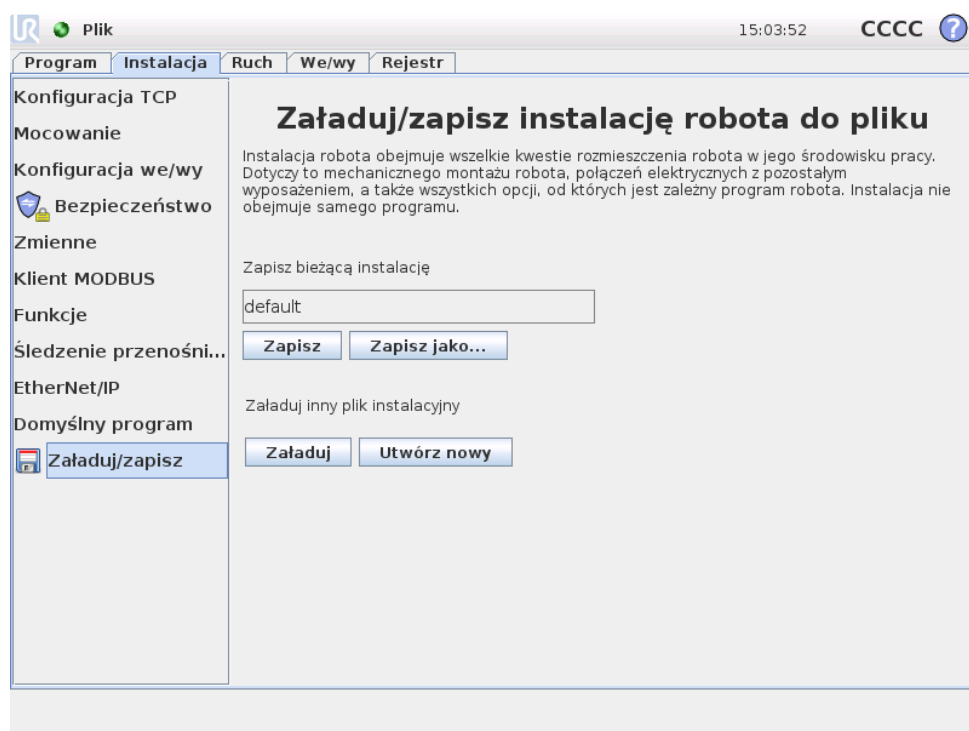 UR Plik 15:03:52 CCCC ?
Program Instalacja Ruch We/wy Rejestr
Konfiguracja TCP
Mocowanie
Konfiguracja we/wy
Bezpieczeństwo
Zmienne
Klient MODBUS
Funkcje
Śledzenie przenośni...
EtherNet/IP
Domyślny program
Załaduj/zapisz
Załaduj/zapisz instalację robota do pliku
Instalacja robota obejmuje wszelkie kwestie rozmieszczenia robota w jego środowisku pracy.
Dotyczy to mechanicznego montażu robota, połączeń elektrycznych z pozostałym
wyposażeniem, a także wszystkich opcji, od których jest zależny program robota. Instalacja nie
obejmuje samego programu.
Zapisz bieżącą instalację
default
Zapisz Zapisz jako...
Załaduj inny plik instalacyjny
Załaduj Utwórz nowy